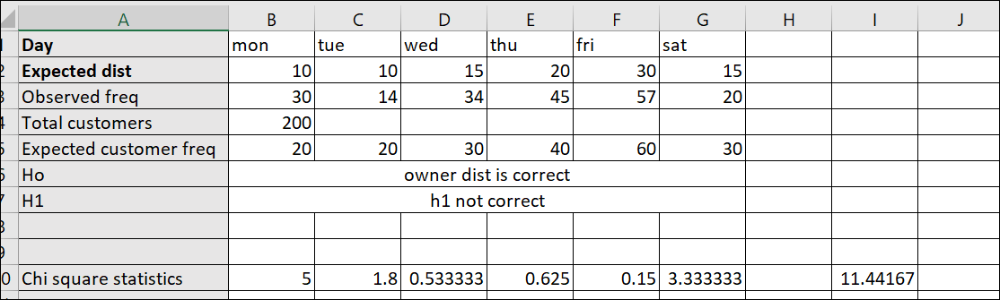 A B C D E F G H I J
1 Day mon tue wed thu fri sat
2 Expected dist 10 10 15 20 30 15
3 Observed freq 30 14 34 45 57 20
4 Total customers 200
5 Expected customer freq 20 20 30 40 60 30
6 Ho owner dist is correct
7 H1 h1 not correct
8
9
0 Chi square statistics 5 1.8 0.533333 0.625 0.15 3.333333 11.44167